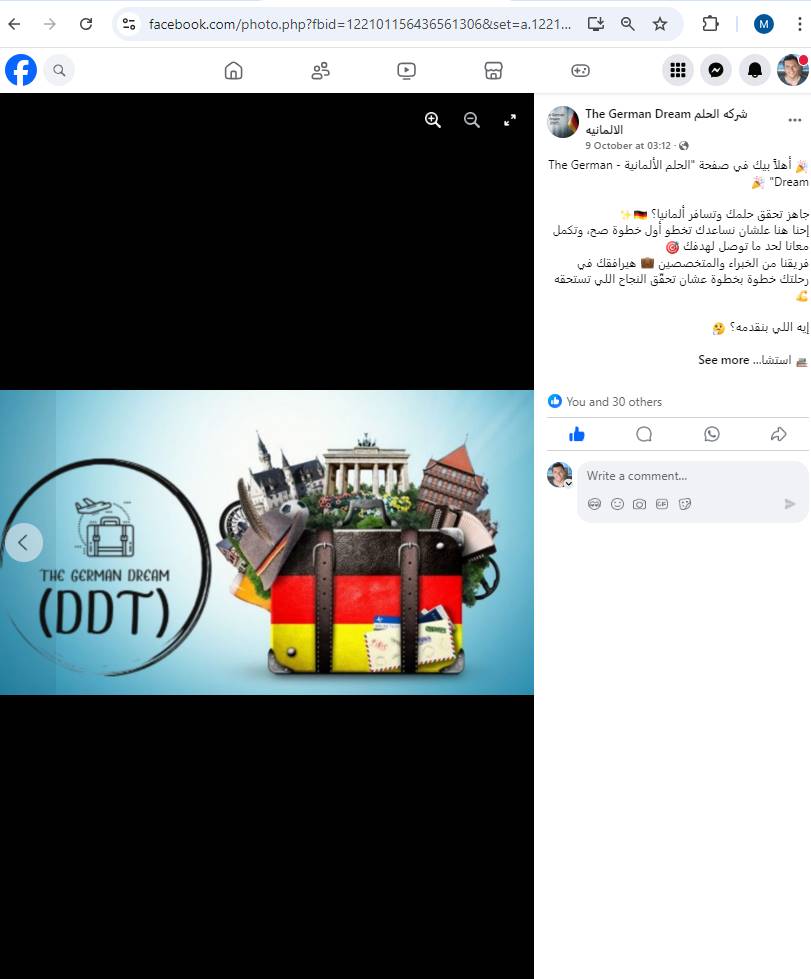 facebook.com/photo.php?fbid=122101156436561306&set=a.1221...
M
The German Dream شركه الحلم
الالمانيه
9 October at 03:12
🎉 أهلاً بيك في صفحة "الحلم الألمانية - The German
Dream" 🎉
جاهز تحقق حلمك وتسافر ألمانيا؟ 🇩🇪✨
إحنا هنا علشان نساعدك تخطو أول خطوة صح، وتكمل
معانا لحد ما توصل لهدفك 🎯
فريقنا من الخبراء والمتخصصين 💼 هيرافقك في
رحلتك خطوة بخطوة عشان تحقّق النجاح اللي تستحقه
💪
إيه اللي بنقدمه؟ 🤔
📚 استشا... See more
You and 30 others
Write a comment...
GIF
THE GERMAN DREAM
(DDT)